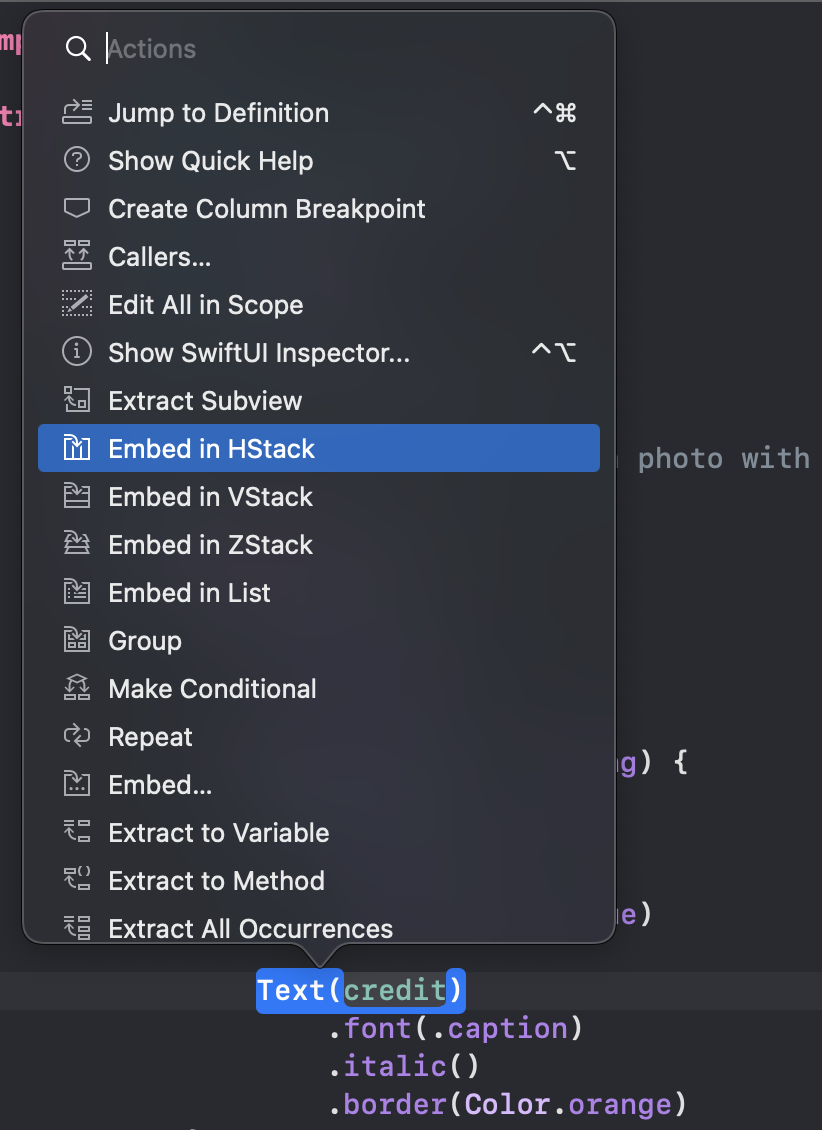 Actions
Jump to Definition ^⌘
Show Quick Help ⌥
Create Column Breakpoint
Callers...
Edit All in Scope
Show SwiftUI Inspector... ^⌥
Extract Subview
Embed in HStack
photo with
Embed in VStack
Embed in ZStack
Embed in List
Group
Make Conditional
Repeat
g) {
Embed...
Extract to Variable
Extract to Method
e)
Extract All Occurrences
Text(credit)
.font(.caption)
.italic()
.border(Color.orange)